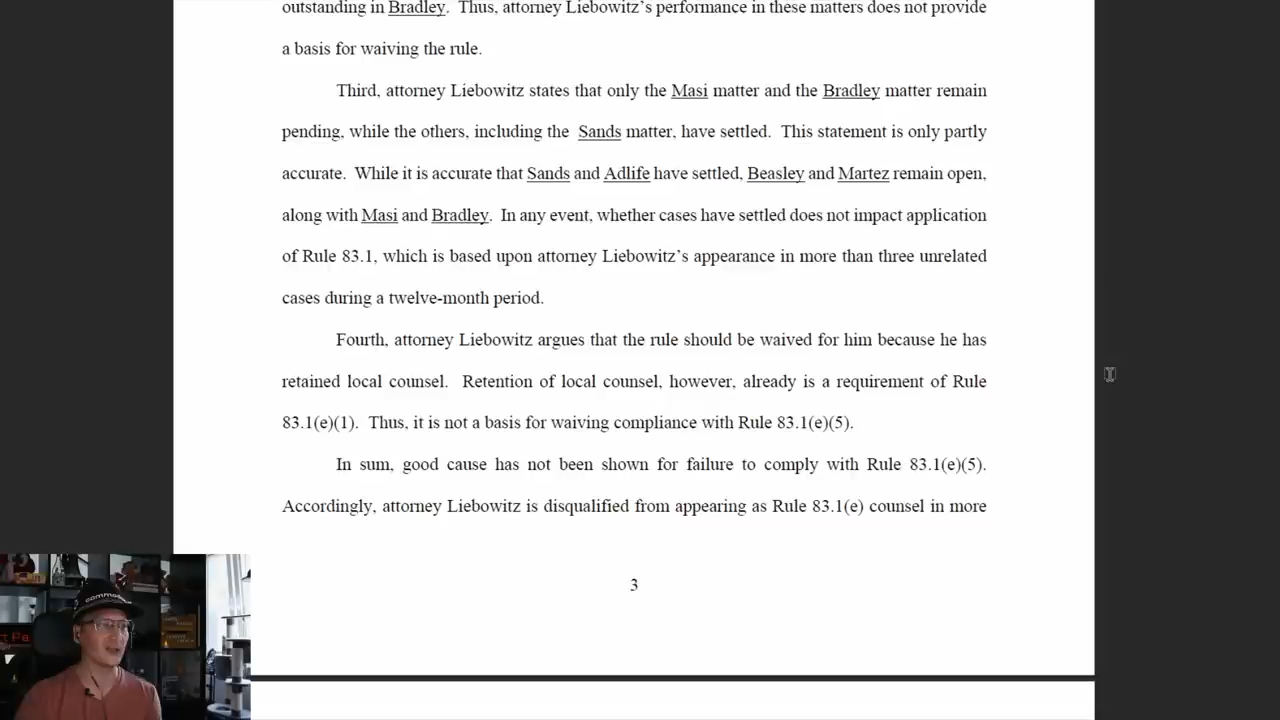 outstanding in Bradley. Thus, attorney Liebowitz's performance in these matters does not provide
a basis for waiving the rule.
Third, attorney Liebowitz states that only the Masi matter and the Bradley matter remain
pending, while the others, including the Sands matter, have settled. This statement is only partly
accurate. While it is accurate that Sands and Adlife have settled, Beasley and Martez remain open,
along with Masi and Bradley. In any event, whether cases have settled does not impact application
of Rule 83.1, which is based upon attorney Liebowitz's appearance in more than three unrelated
cases during a twelve-month period.
Fourth, attorney Liebowitz argues that the rule should be waived for him because he has
retained local counsel. Retention of local counsel, however, already is a requirement of Rule
83.1(e)(1). Thus, it is not a basis for waiving compliance with Rule 83.1(e)(5).
In sum, good cause has not been shown for failure to comply with Rule 83.1(e)(5).
Accordingly, attorney Liebowitz is disqualified from appearing as Rule 83.1(e) counsel in more
3